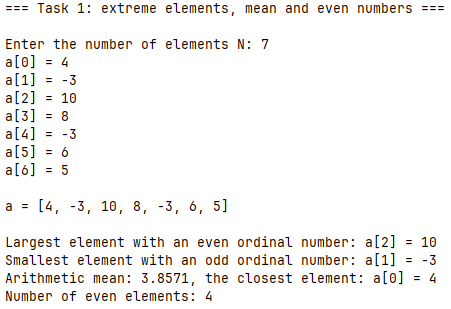 === Task 1: extreme elements, mean and even numbers ===
Enter the number of elements N: 7
a[0] = 4
a[1] = -3
a[2] = 10
a[3] = 8
a[4] = -3
a[5] = 6
a[6] = 5
a = [4, -3, 10, 8, -3, 6, 5]
Largest element with an even ordinal number: a[2] = 10
Smallest element with an odd ordinal number: a[1] = -3
Arithmetic mean: 3.8571, the closest element: a[0] = 4
Number of even elements: 4